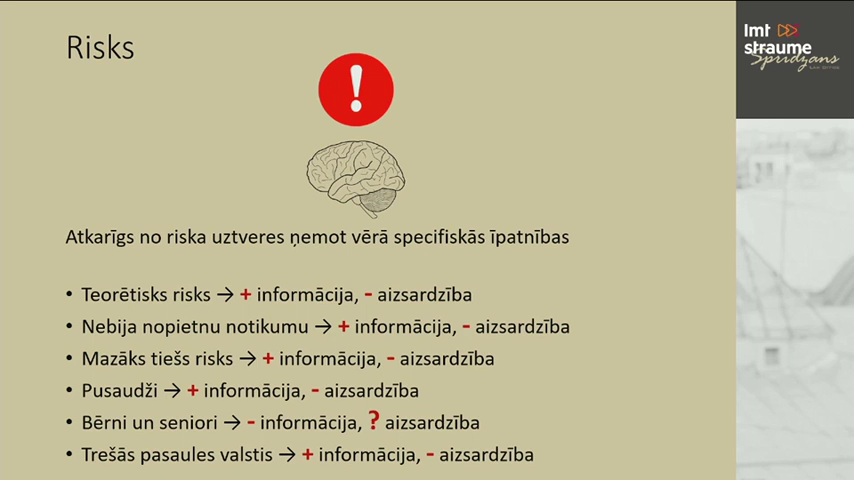 Risks
lmt
straume
Sprīdzāns
Atkarīgs no riska uztveres ņemot vērā specifiskās īpatnības
• Teorētisks risks → + informācija, - aizsardzība
• Nebija nopietnu notikumu → + informācija, - aizsardzība
• Mazāks tiešs risks → + informācija, - aizsardzība
• Pusaudži → + informācija, - aizsardzība
• Bērni un seniori → - informācija, ? aizsardzība
• Trešās pasaules valstis → + informācija, - aizsardzība